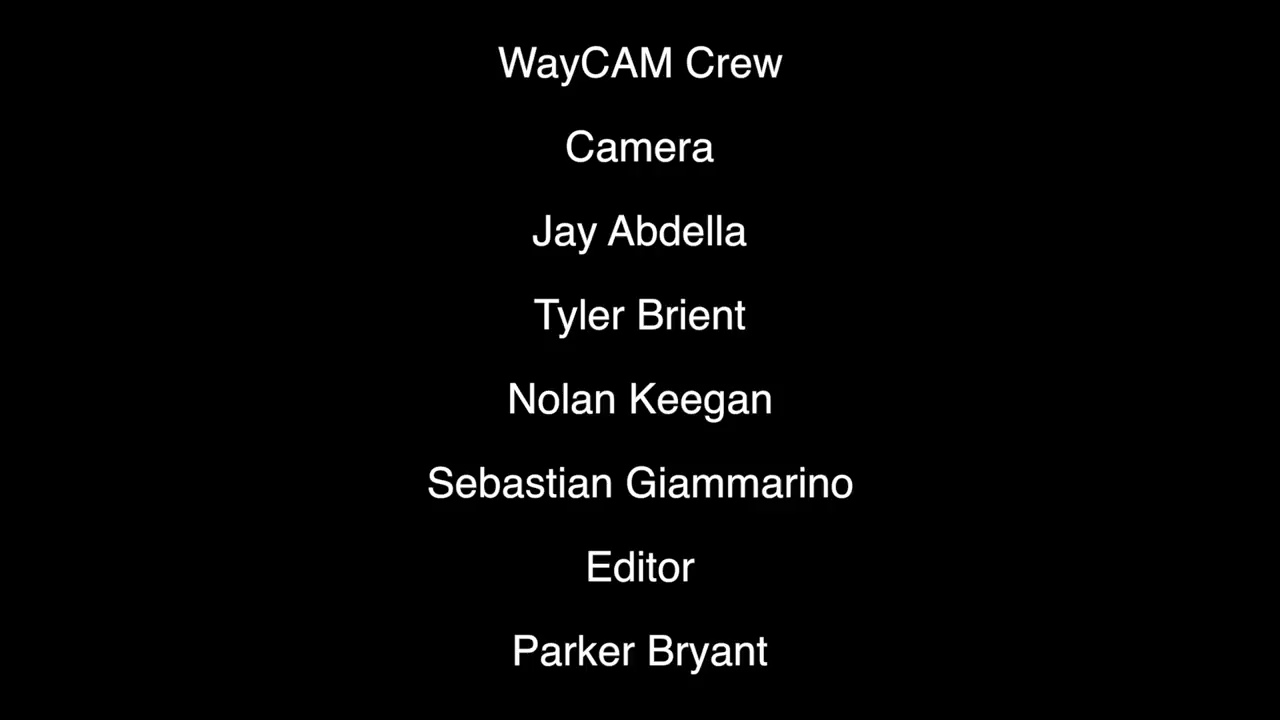 WayCAM Crew
Camera
Jay Abdella
Tyler Brient
Nolan Keegan
Sebastian Giammarino
Editor
Parker Bryant